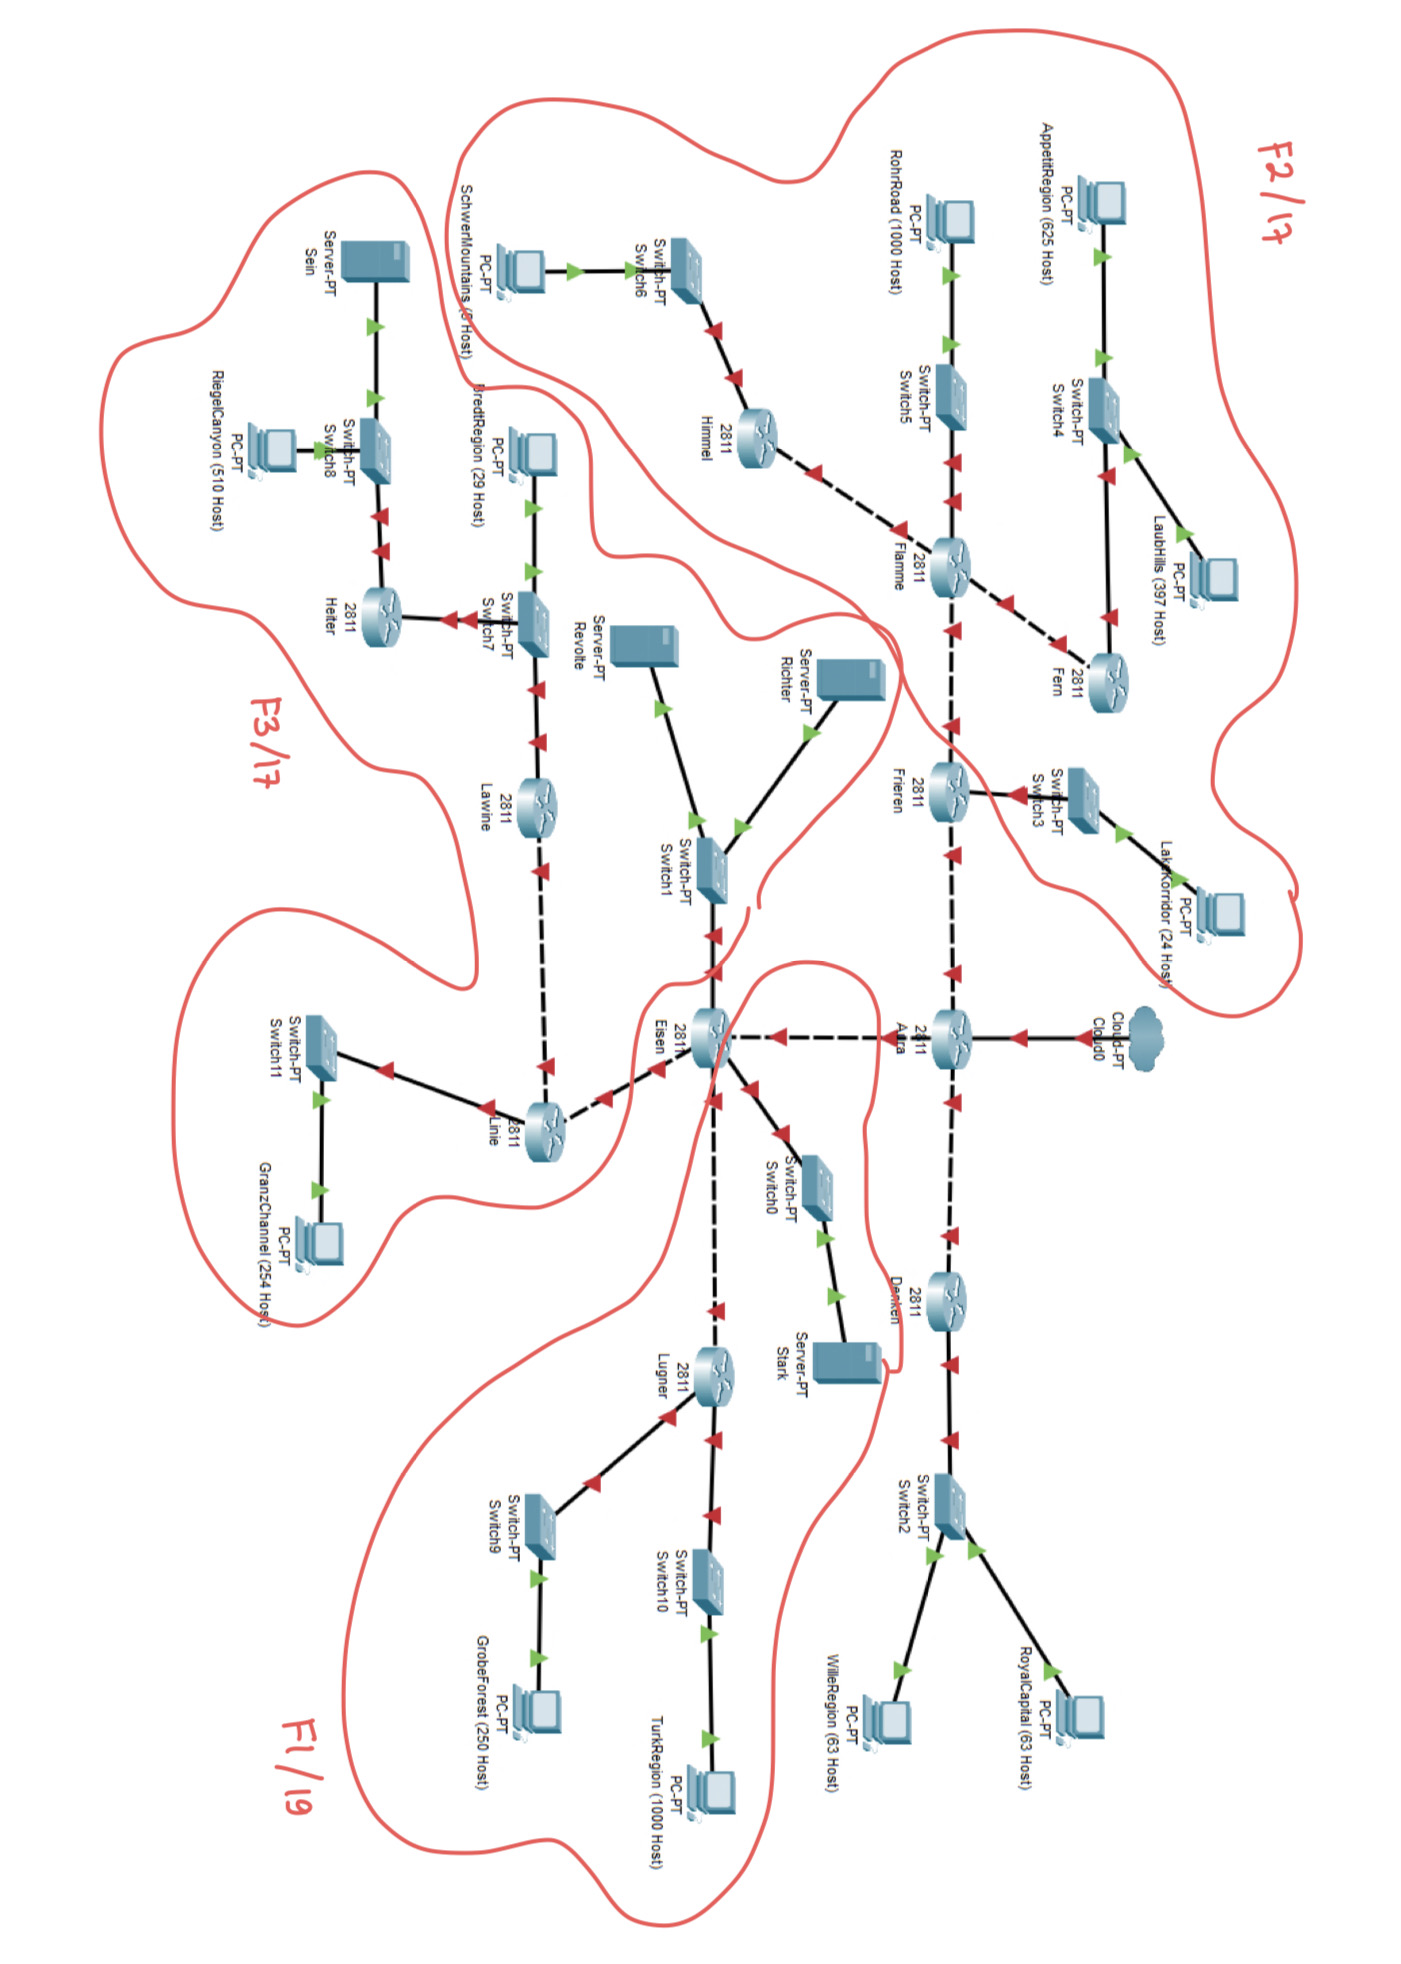 F2/17
PC-PT
LaubHills (397 Host)
PC-PT
LakeKorridor (24 Host)
Cloud-PT
Cloud0
PC-PT
AppetitRegion (625 Host)
Switch-PT
Switch4
2811
Fern
Switch-PT
Switch3
PC-PT
RoyalCapital (63 Host)
PC-PT
RohrRoad (1000 Host)
Switch-PT
Switch5
2811
Flamme
2811
Frieren
2811
Aura
2811
Denken
Switch-PT
Switch2
PC-PT
WilleRegion (63 Host)
Server-PT
Richter
Switch-PT
Switch0
Server-PT
Stark
2811
Himmel
Switch-PT
Switch6
Switch-PT
Switch1
2811
Eisen
2811
Lugner
Switch-PT
Switch10
PC-PT
TurkRegion (1000 Host)
Server-PT
Revolte
PC-PT
SchwerMountains (5 Host)
PC-PT
BredtRegion (29 Host)
Switch-PT
Switch7
2811
Lawine
2811
Linie
Switch-PT
Switch9
PC-PT
GrobeForest (250 Host)
Server-PT
Sein
Switch-PT
Switch8
2811
Heiter
PC-PT
RiegelCanyon (510 Host)
F3/17
Switch-PT
Switch11
PC-PT
GranzChannel (254 Host)
F1/19